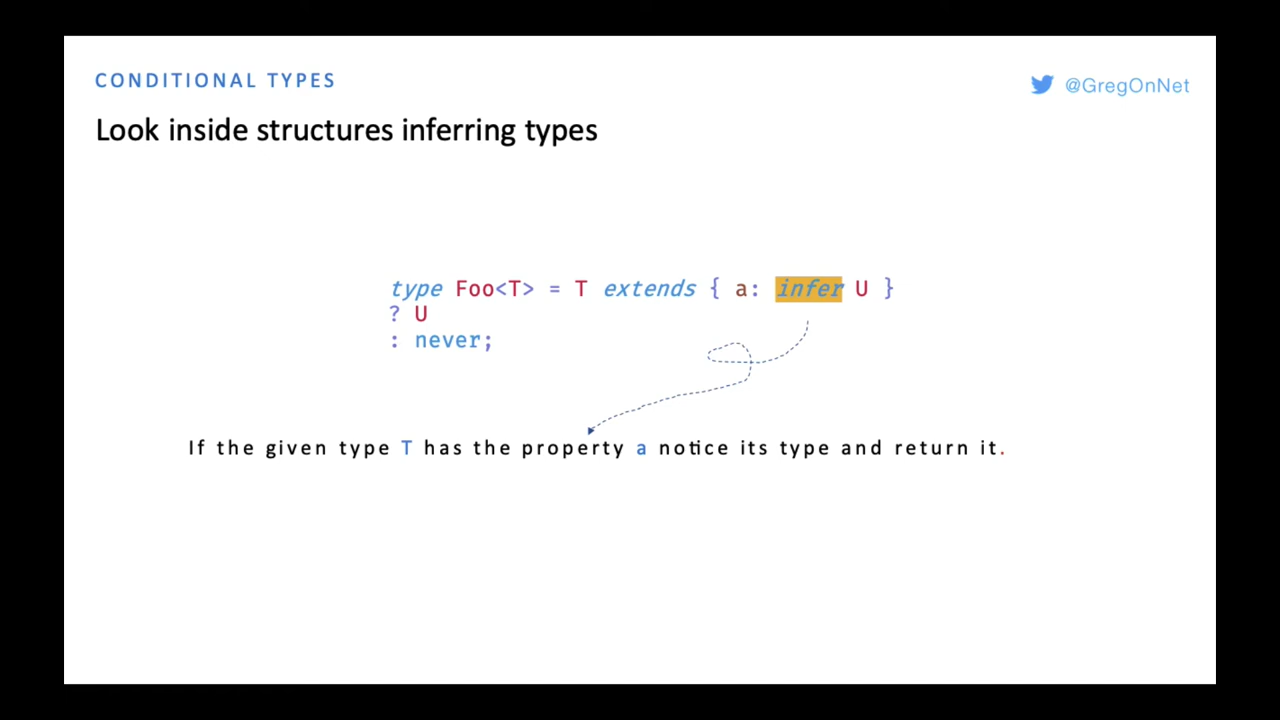 CONDITIONAL TYPES
@GregOnNet
Look inside structures inferring types
type Foo<T> = T extends { a: infer U }
? U
: never;
If the given type T has the property a notice its type and return it.